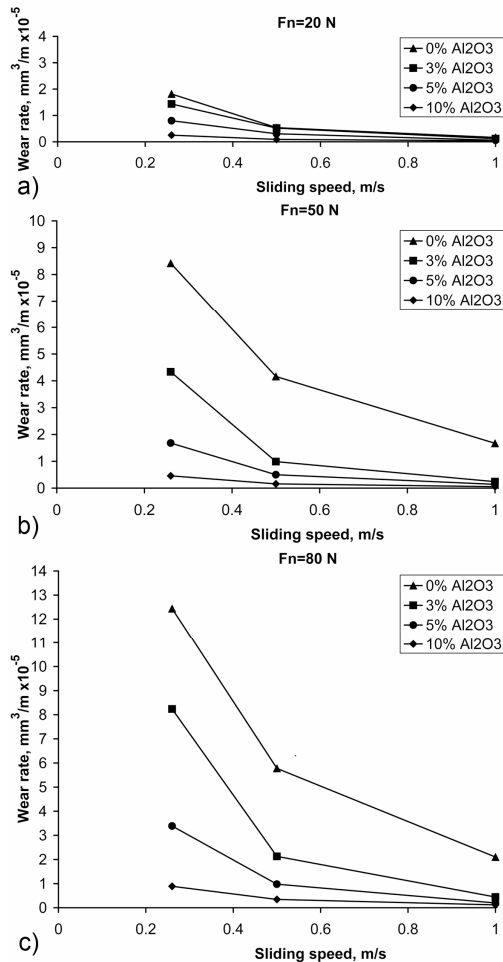 Fn=20 N
Wear rate, mm³/m x10⁻⁵
4
3
2
1
0
0% Al2O3
3% Al2O3
5% Al2O3
10% Al2O3
0 0.2 0.4 0.6 0.8 1
Sliding speed, m/s
a)
Fn=50 N
Wear rate, mm³/m x10⁻⁵
10
9
8
7
6
5
4
3
2
1
0
0% Al2O3
3% Al2O3
5% Al2O3
10% Al2O3
0 0.2 0.4 0.6 0.8 1
Sliding speed, m/s
b)
Fn=80 N
Wear rate, mm³/m x10⁻⁵
14
13
12
11
10
9
8
7
6
5
4
3
2
1
0
0% Al2O3
3% Al2O3
5% Al2O3
10% Al2O3
0 0.2 0.4 0.6 0.8 1
Sliding speed, m/s
c)